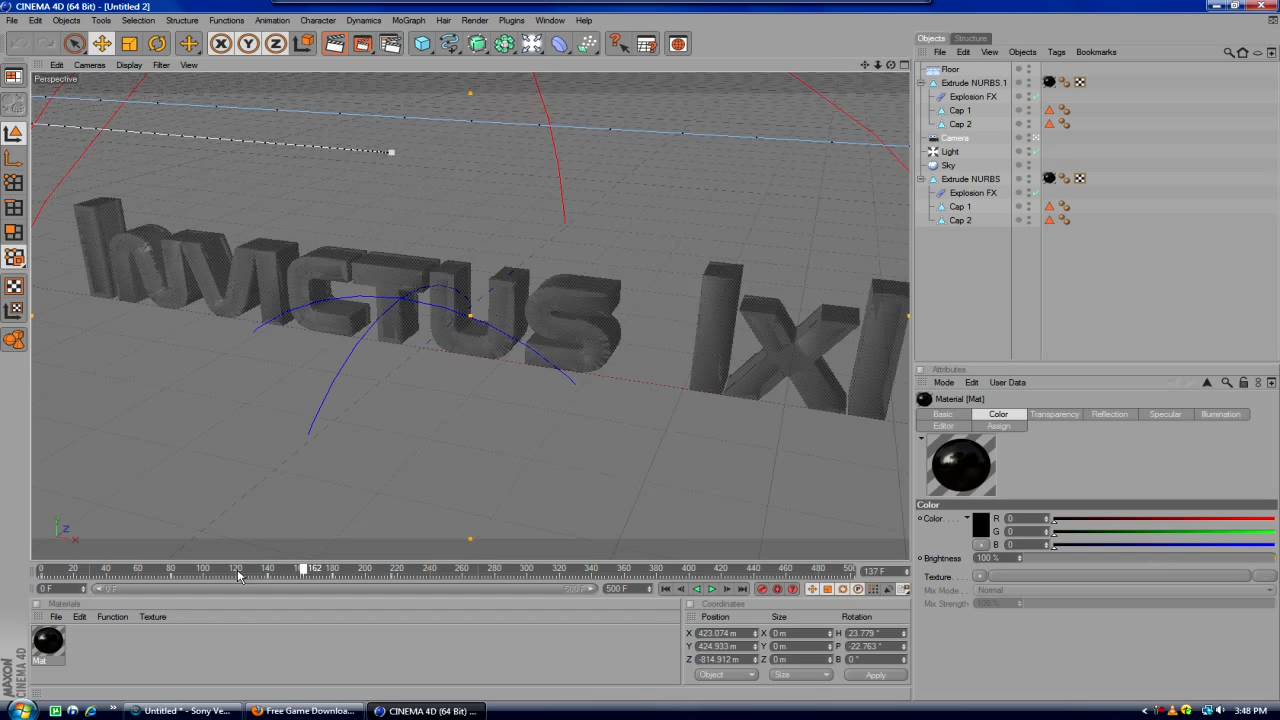 CINEMA 4D (64 Bit) - [Untitled 2]
File Edit Objects Tools Selection Structure Functions Animation Character Dynamics MoGraph Hair Render Plugins Window Help
Edit Cameras Display Filter View
Perspective
Invictus IxI
X
Z
0 20 40 60 80 100 120 140 162 180 200 220 240 260 280 300 320 340 360 380 400 420 440 460 480 500 137 F
0 F 0 F 500 F 500 F
Materials
File Edit Function Texture
Mat
MAXON
CINEMA 4D
Coordinates
Position Size Rotation
X 423.074 m X 0 m H 23.779 °
Y 424.933 m Y 0 m P -22.763 °
Z -814.912 m Z 0 m B 0 °
Object Size Apply
Objects Structure
File Edit View Objects Tags Bookmarks
Floor
Extrude NURBS.1
Explosion FX
Cap 1
Cap 2
Camera
Light
Sky
Extrude NURBS
Explosion FX
Cap 1
Cap 2
Attributes
Mode Edit User Data
Material [Mat]
Basic Color Transparency Reflection Specular Illumination
Editor Assign
Color
Color . . . . R 0
G 0
B 0
Brightness 100 %
Texture
Mix Mode . . Normal
Mix Strength 100 %
Untitled * - Sony Ve...
Free Game Downloa...
CINEMA 4D (64 Bit) ...
3:48 PM